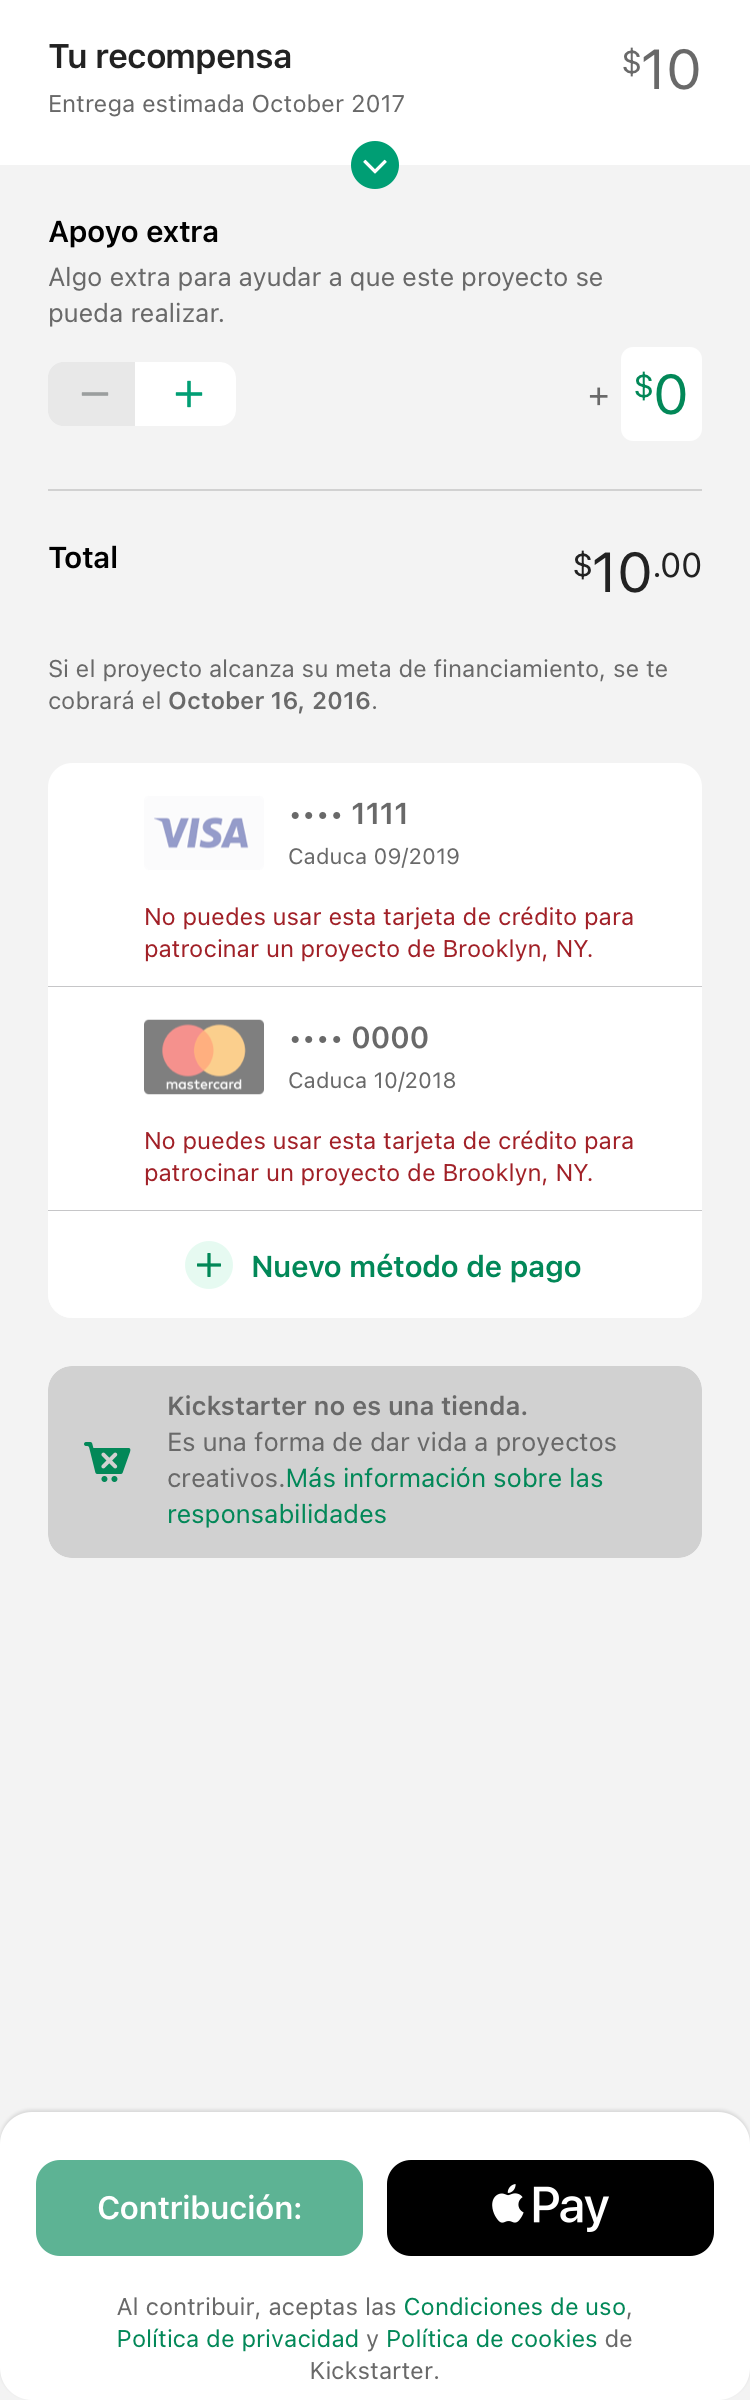 Tu recompensa
$10
Entrega estimada October 2017
Apoyo extra
Algo extra para ayudar a que este proyecto se
pueda realizar.
− +
+ $0
Total
$10.00
Si el proyecto alcanza su meta de financiamiento, se te
cobrará el October 16, 2016.
VISA
•••• 1111
Caduca 09/2019
No puedes usar esta tarjeta de crédito para
patrocinar un proyecto de Brooklyn, NY.
mastercard
•••• 0000
Caduca 10/2018
No puedes usar esta tarjeta de crédito para
patrocinar un proyecto de Brooklyn, NY.
+ Nuevo método de pago
Kickstarter no es una tienda.
Es una forma de dar vida a proyectos
creativos.Más información sobre las
responsabilidades
Contribución:
Pay
Al contribuir, aceptas las Condiciones de uso,
Política de privacidad y Política de cookies de
Kickstarter.